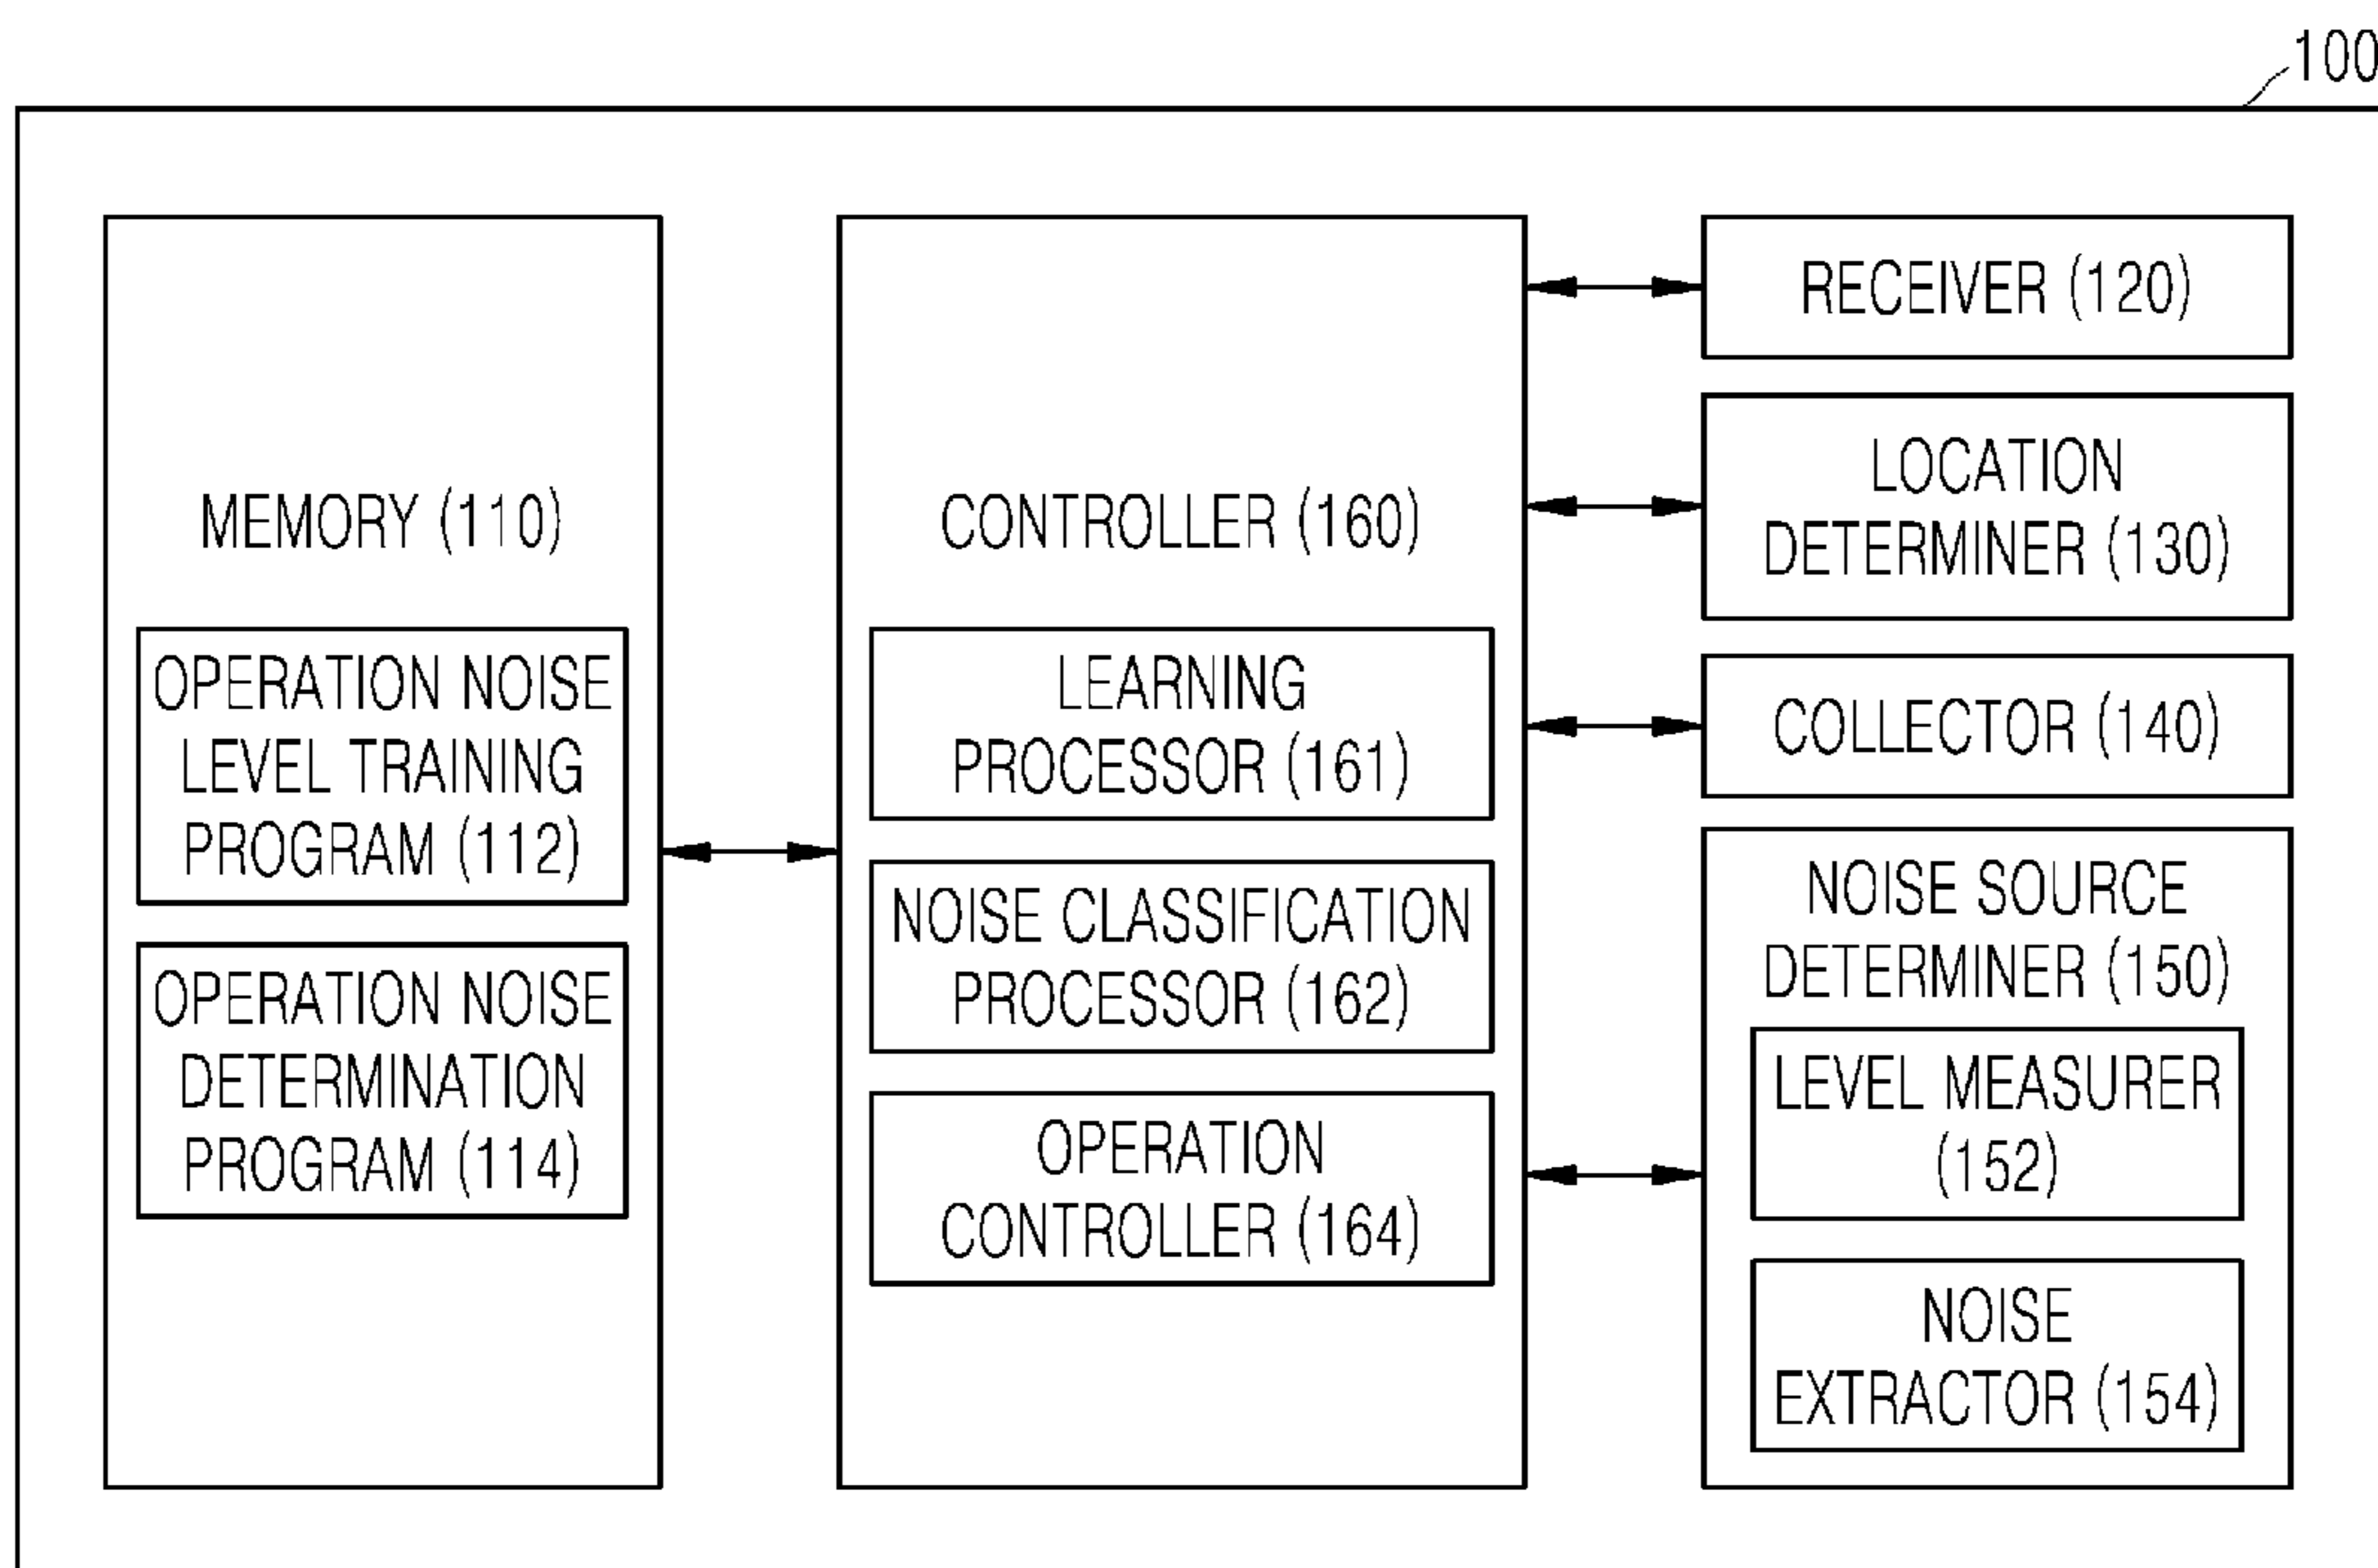 100
MEMORY (110)
OPERATION NOISE
LEVEL TRAINING
PROGRAM (112)
OPERATION NOISE
DETERMINATION
PROGRAM (114)
CONTROLLER (160)
LEARNING
PROCESSOR (161)
NOISE CLASSIFICATION
PROCESSOR (162)
OPERATION
CONTROLLER (164)
RECEIVER (120)
LOCATION
DETERMINER (130)
COLLECTOR (140)
NOISE SOURCE
DETERMINER (150)
LEVEL MEASURER
(152)
NOISE
EXTRACTOR (154)